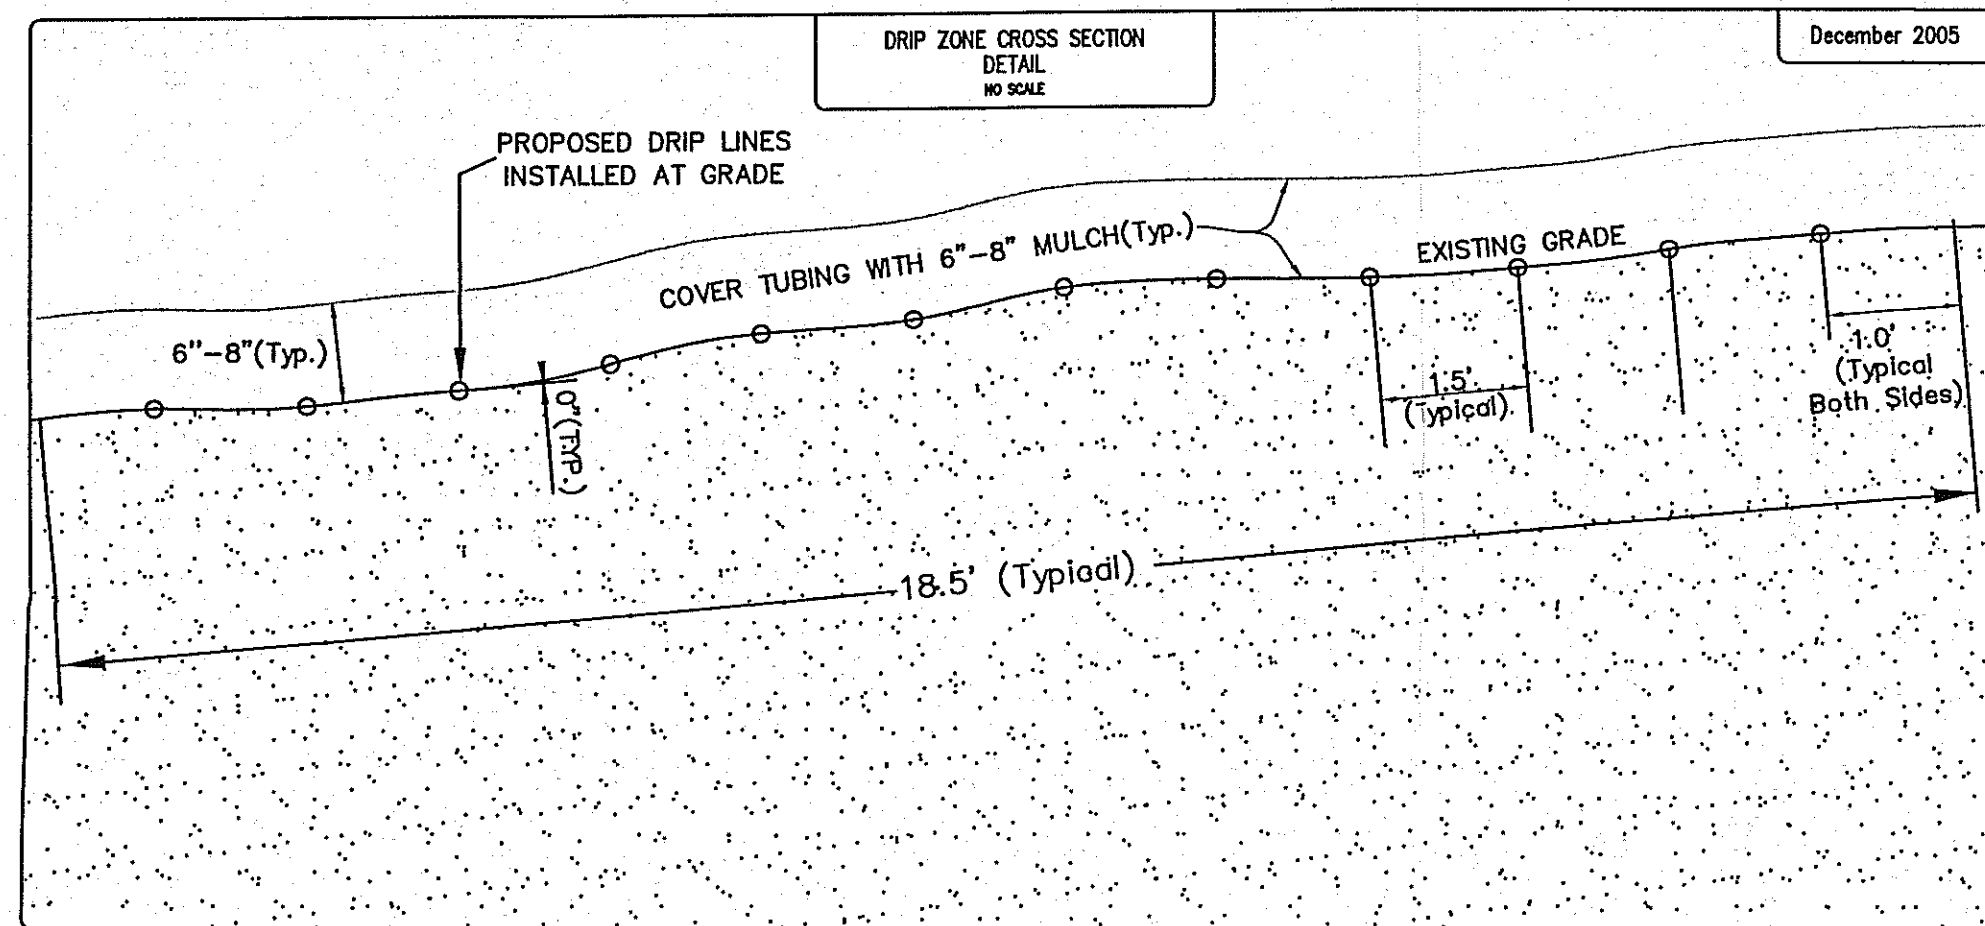 DRIP ZONE CROSS SECTION
DETAIL
NO SCALE
December 2005
PROPOSED DRIP LINES
INSTALLED AT GRADE
COVER TUBING WITH 6"-8" MULCH(Typ.)
EXISTING GRADE
6"-8"(Typ.)
0"(TYP.)
1.5'
(Typical)
1.0'
(Typical
Both Sides)
18.5' (Typical)